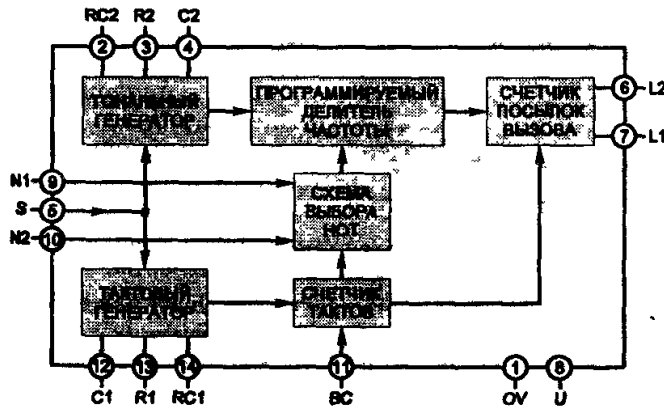 RC2 R2 C2
2 3 4
ТОНАЛЬНЫЙ
ГЕНЕРАТОР
ПРОГРАММИРУЕМЫЙ
ДЕЛИТЕЛЬ
ЧАСТОТЫ
СЧЕТЧИК
ПОСЫЛОК
ВЫЗОВА
6 L2
7 L1
N1 9
S 5
N2 10
СХЕМА
ВЫБОРА
НОТ
ТАКТОВЫЙ
ГЕНЕРАТОР
СЧЕТЧИК
ТАКТОВ
12 13 14 11 1 8
C1 R1 RC1 BC OV U